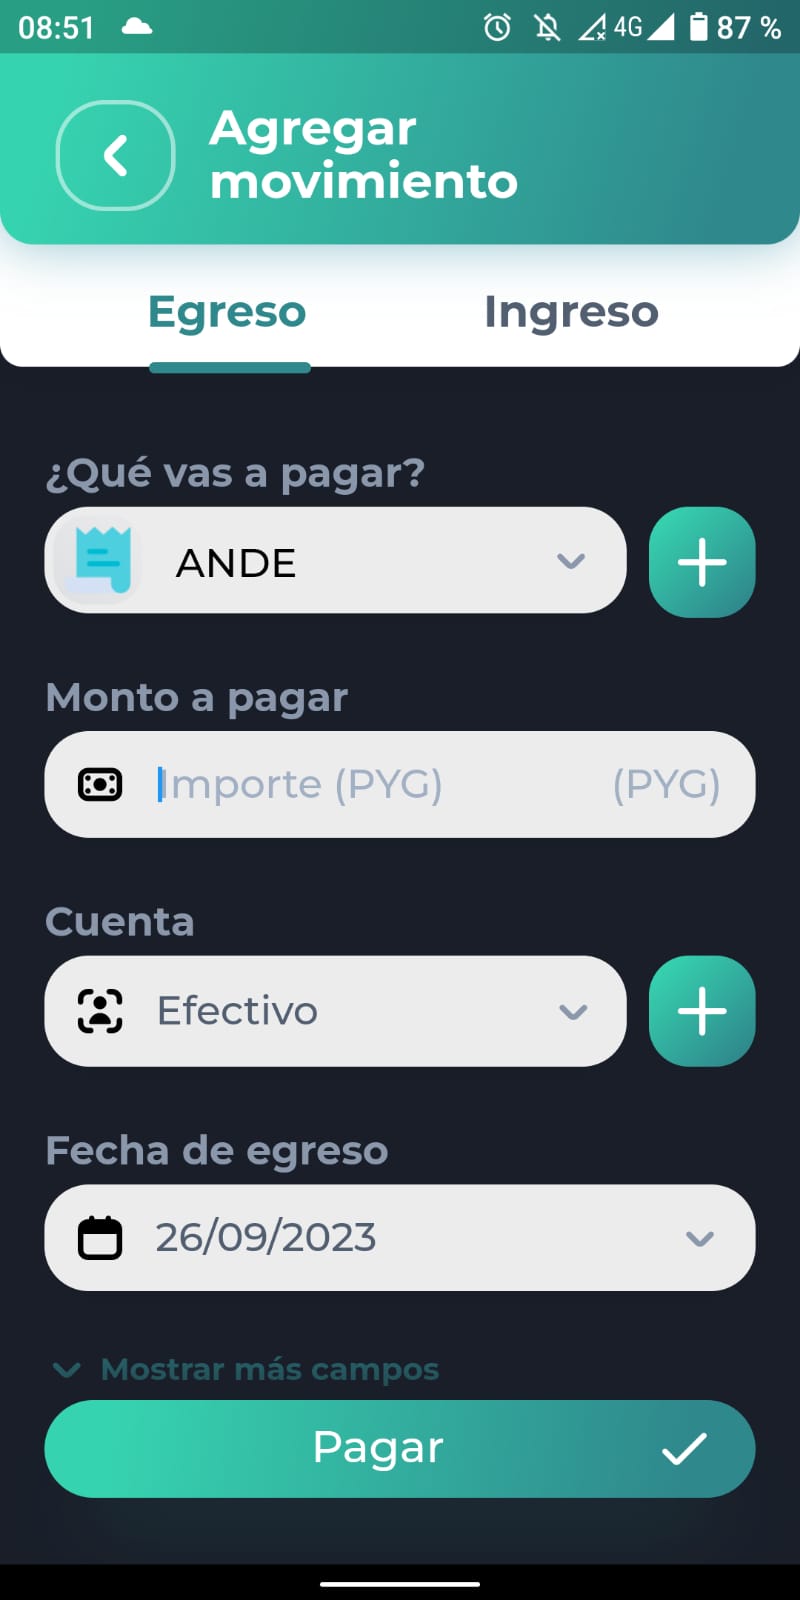 08:51 4G 87 %
Agregar
movimiento
Egreso Ingreso
¿Qué vas a pagar?
ANDE
Monto a pagar
Importe (PYG) (PYG)
Cuenta
Efectivo
Fecha de egreso
26/09/2023
Mostrar más campos
Pagar